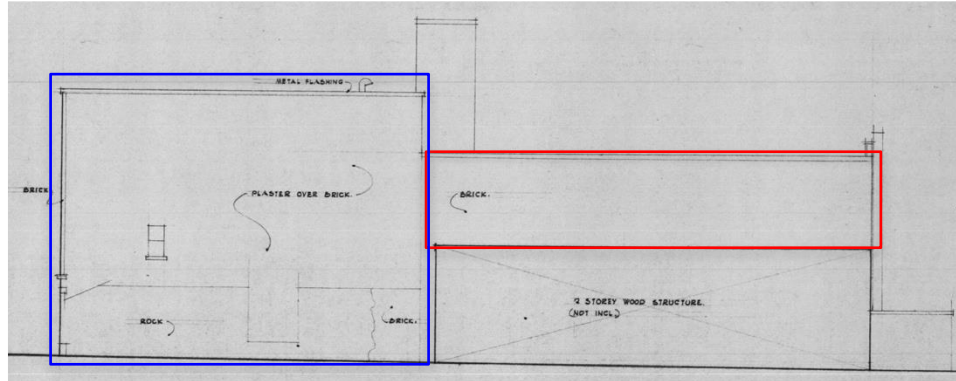 METAL FLASHING
BRICK
PLASTER OVER BRICK.
BRICK.
2 STOREY WOOD STRUCTURE.
(NOT INCL.)
ROCK
BRICK.